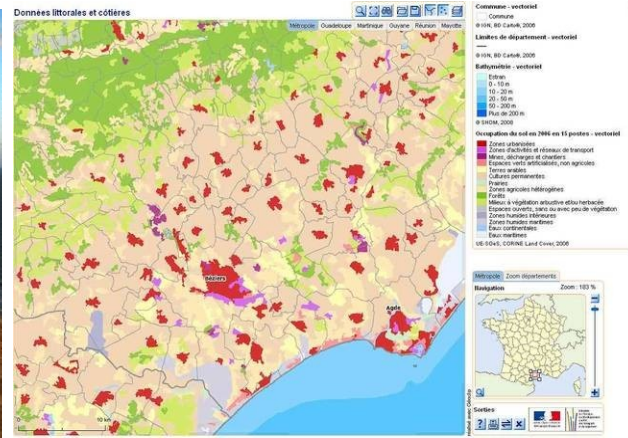 Données littorales et côtières
Métropole Guadeloupe Martinique Guyane Réunion Mayotte
Béziers
Agde
0 10 km
Commune - vectoriel
Commune
© IGN, BD Carto®, 2006
Limites de département - vectoriel
© IGN, BD Carto®, 2006
Bathymétrie - vectoriel
Estran
0 - 10 m
10 - 20 m
20 - 50 m
50 - 200 m
Plus de 200 m
© SHOM, 2006
Occupation du sol en 2006 en 15 postes - vectoriel
Zones urbanisées
Zones d'activités et réseaux de transport
Mines, décharges et chantiers
Espaces verts artificialisés, non agricoles
Terres arables
Cultures permanentes
Prairies
Zones agricoles hétérogènes
Forêts
Milieux à végétation arbustive et/ou herbacée
Espaces ouverts, sans ou avec peu de végétation
Zones humides intérieures
Zones humides maritimes
Eaux continentales
Eaux maritimes
UE-SOeS, CORINE Land Cover, 2006
Métropole Zoom départements
Navigation Zoom : 183 %
Sorties
réalisé avec Géoclip